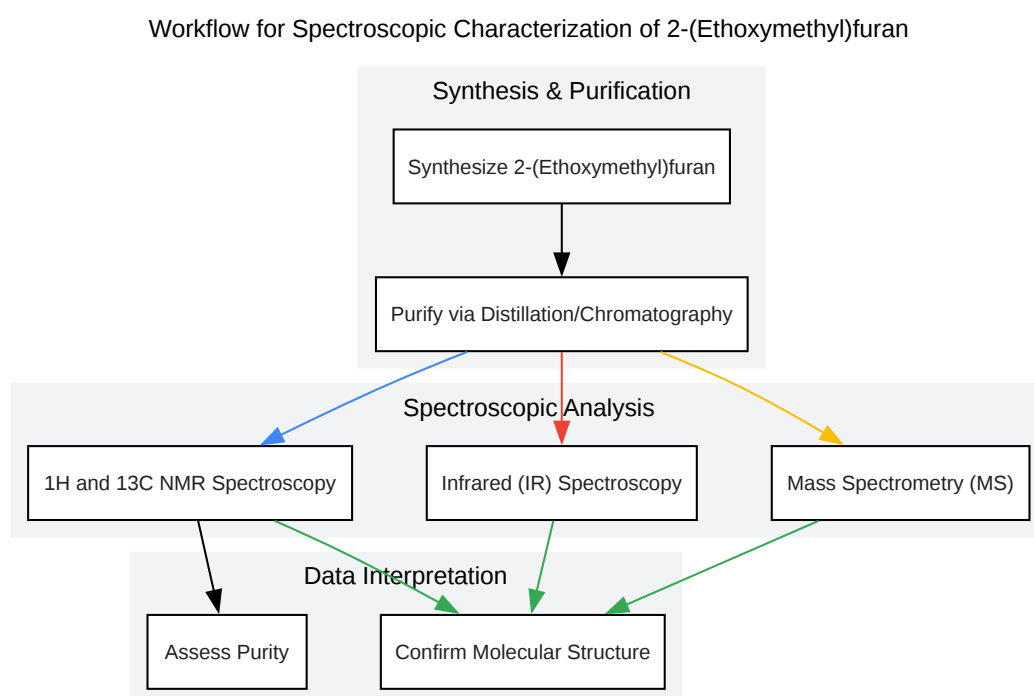 Workflow for Spectroscopic Characterization of 2-(Ethoxymethyl)furan
Synthesis & Purification
Synthesize 2-(Ethoxymethyl)furan
Purify via Distillation/Chromatography
Spectroscopic Analysis
1H and 13C NMR Spectroscopy
Infrared (IR) Spectroscopy
Mass Spectrometry (MS)
Data Interpretation
Assess Purity
Confirm Molecular Structure